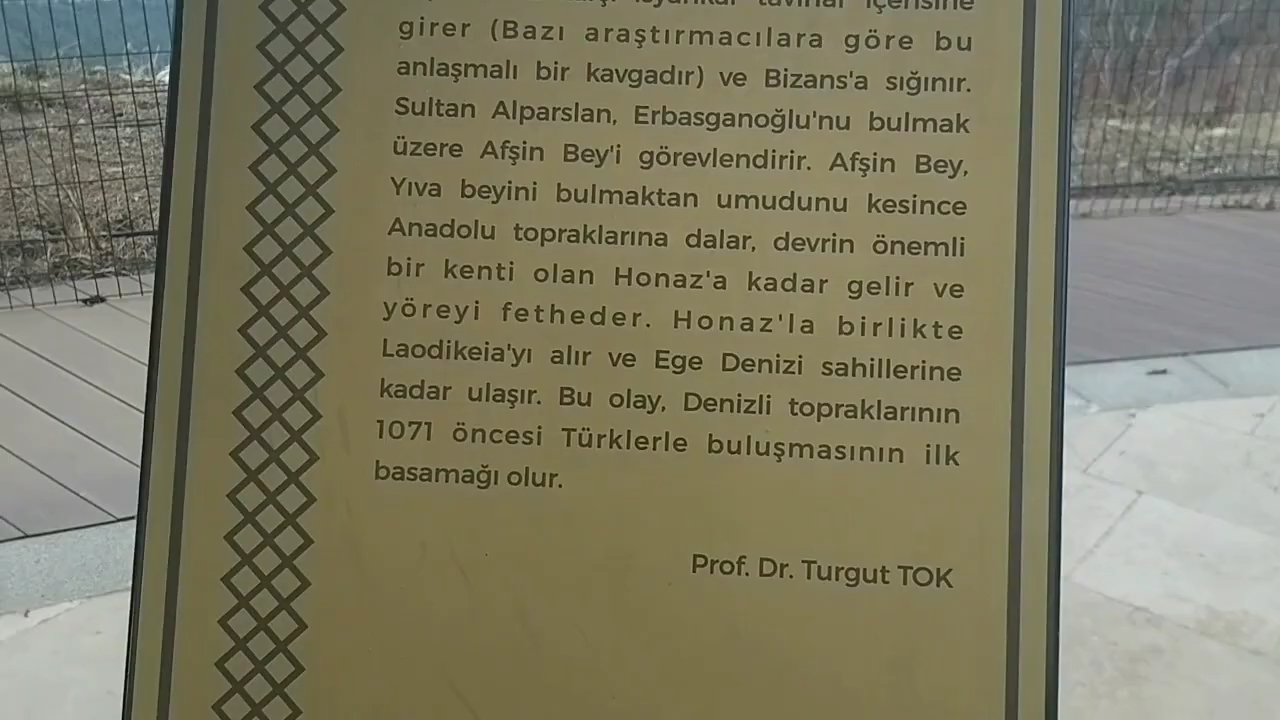 isyankâr tavırlar içerisine
girer (Bazı araştırmacılara göre bu
anlaşmalı bir kavgadır) ve Bizans'a sığınır.
Sultan Alparslan, Erbasganoğlu'nu bulmak
üzere Afşin Bey'i görevlendirir. Afşin Bey,
Yıva beyini bulmaktan umudunu kesince
Anadolu topraklarına dalar, devrin önemli
bir kenti olan Honaz'a kadar gelir ve
yöreyi fetheder. Honaz'la birlikte
Laodikeia'yı alır ve Ege Denizi sahillerine
kadar ulaşır. Bu olay, Denizli topraklarının
1071 öncesi Türklerle buluşmasının ilk
basamağı olur.
Prof. Dr. Turgut TOK